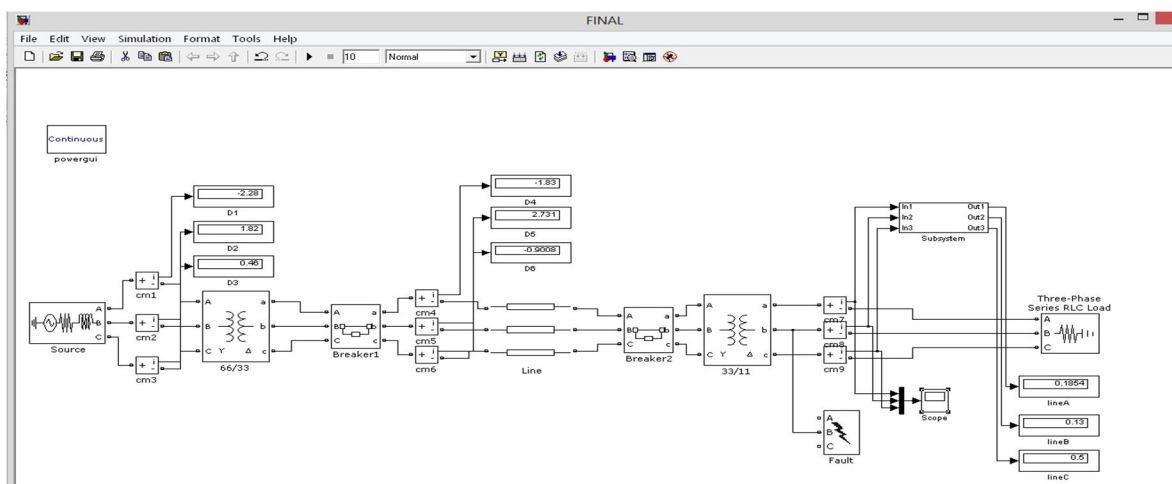 FINAL
File Edit View Simulation Format Tools Help
10 Normal
Continuous
powergui
-2.28
D1
1.82
D2
0.46
D3
-1.83
D4
2.731
D5
-0.9008
D6
In1 Out1
In2 Out2
In3 Out3
Subsystem
A
B
C
Source
+ i -
cm1
+ i -
cm2
+ i -
cm3
A a
B b
C Y Δ c
66/33
A a
B b
C c
Breaker1
+ i -
cm4
+ i -
cm5
+ i -
cm6
Line
A a
B b
C c
Breaker2
A a
B b
C Y Δ c
33/11
+ i -
cm7
+ i -
cm8
+ i -
cm9
Three-Phase
Series RLC Load
A
B
C
Scope
A
B
C
Fault
0.1854
lineA
0.13
lineB
0.5
lineC